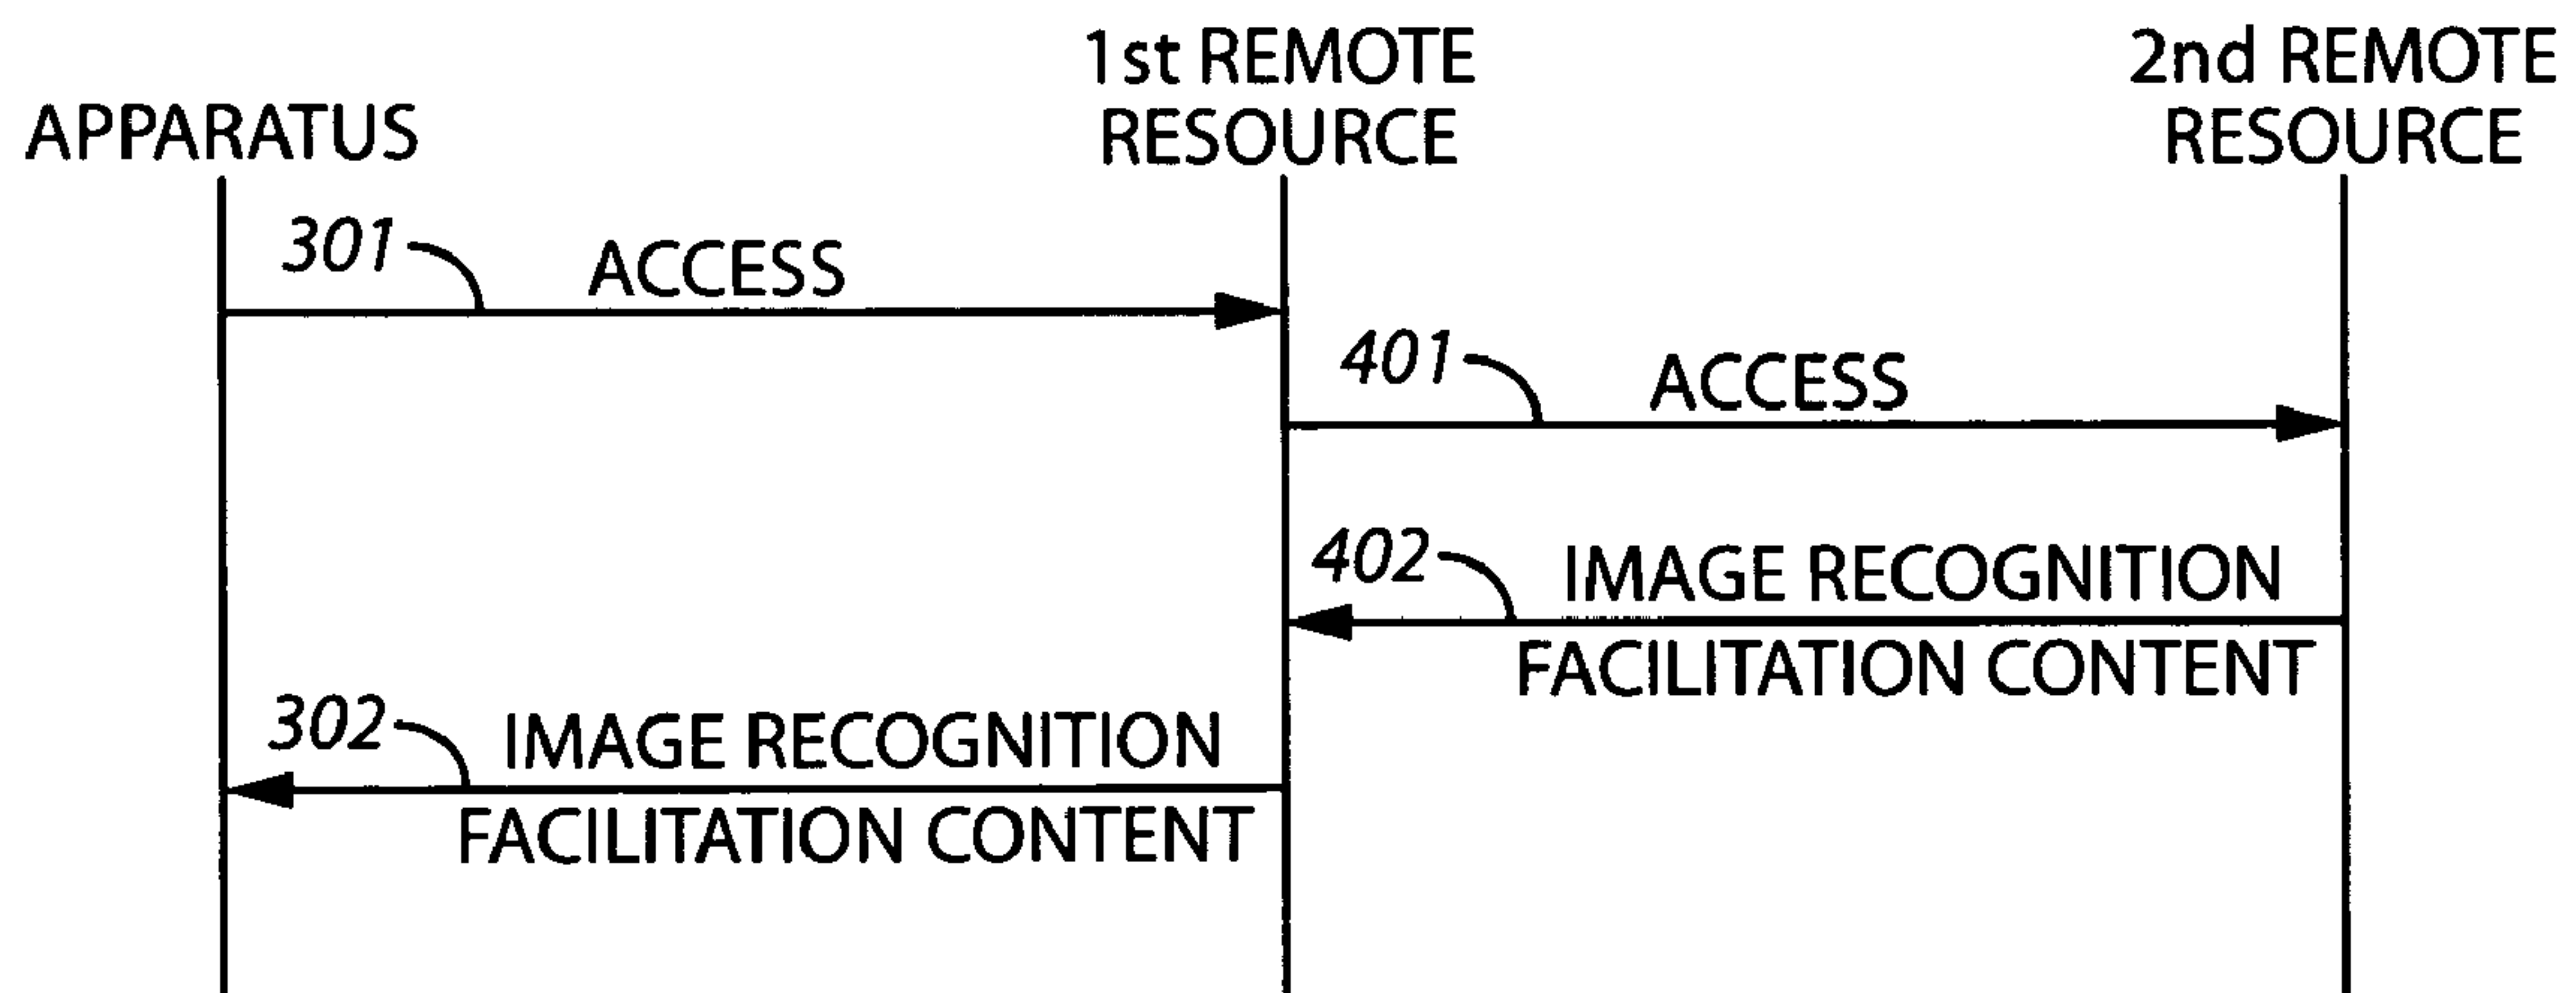 APPARATUS
1st REMOTE
RESOURCE
2nd REMOTE
RESOURCE
301
ACCESS
401
ACCESS
402
IMAGE RECOGNITION
FACILITATION CONTENT
302
IMAGE RECOGNITION
FACILITATION CONTENT